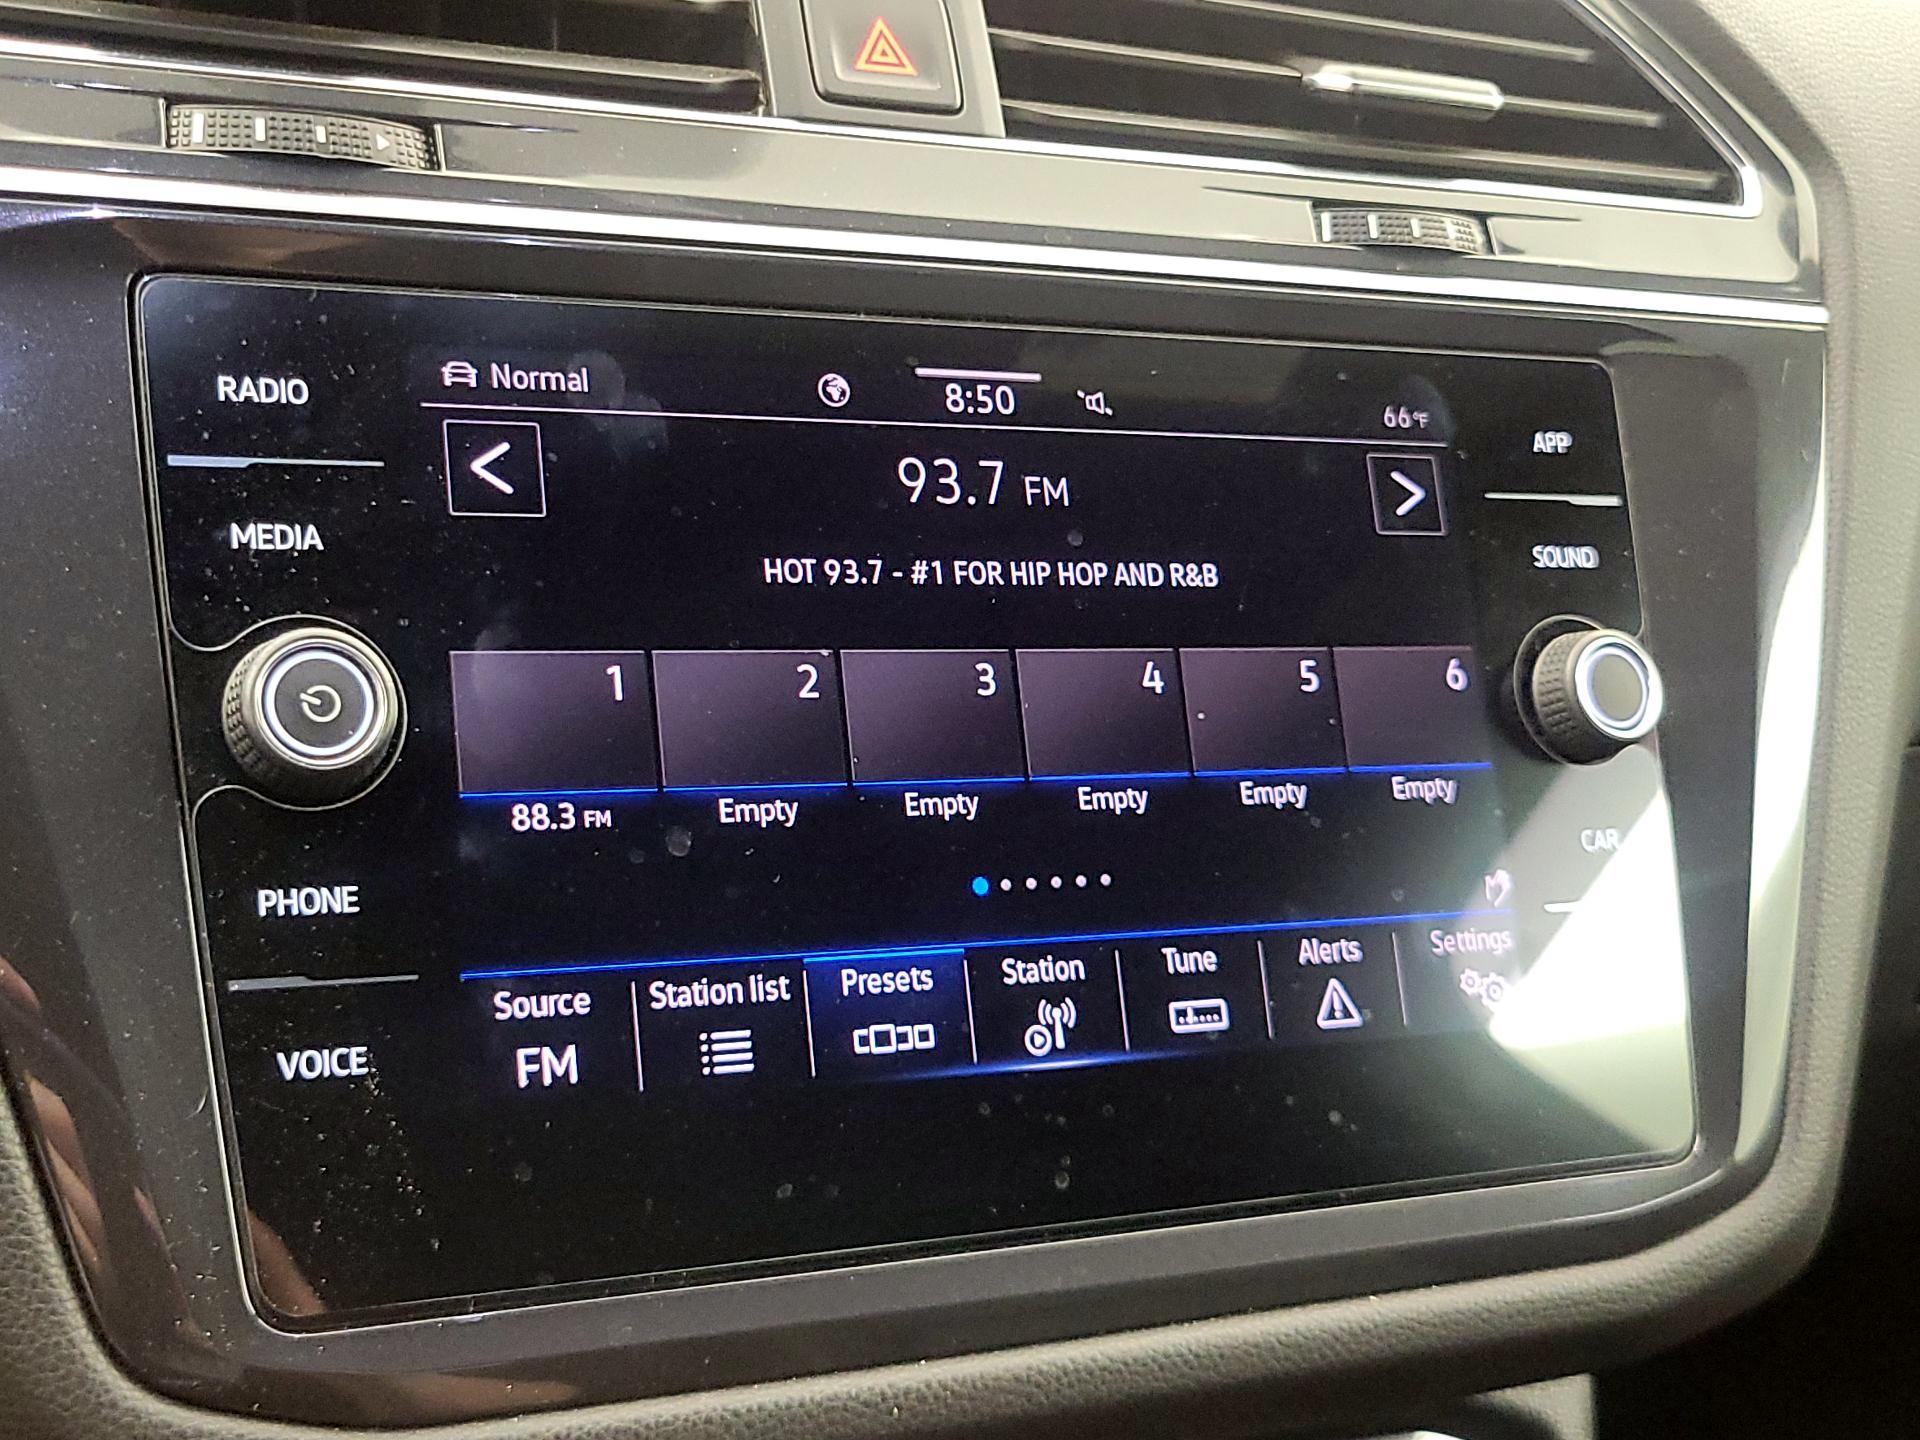 RADIO
MEDIA
PHONE
VOICE
Normal
8:50
66°F
93.7 FM
HOT 93.7 - #1 FOR HIP HOP AND R&B
1 2 3 4 5 6
88.3 FM Empty Empty Empty Empty Empty
Source Station list Presets Station Tune Alerts Settings
FM
APP
SOUND
CAR